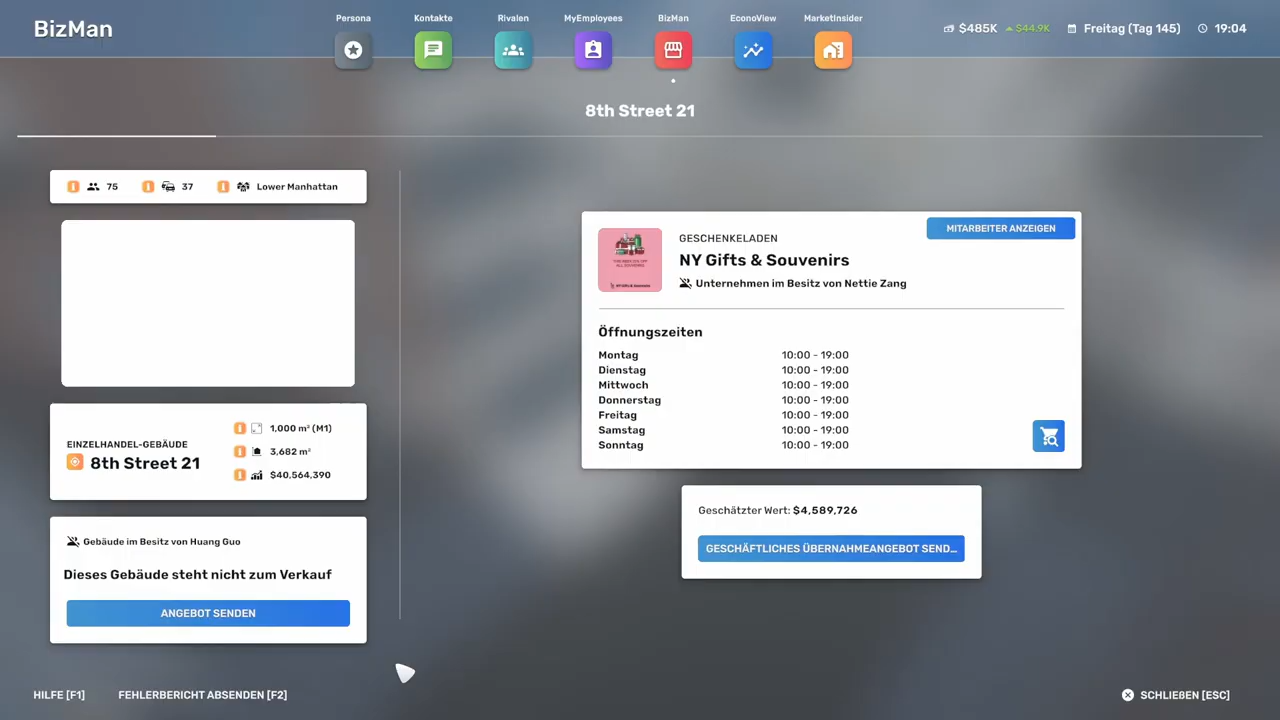 BizMan
Persona
Kontakte
Rivalen
MyEmployees
BizMan
EconoView
MarketInsider
$485K
$44.9K
Freitag (Tag 145)
19:04
8th Street 21
75
37
Lower Manhattan
EINZELHANDEL-GEBÄUDE
8th Street 21
1,000 m² (M1)
3,682 m²
$40,564,390
Gebäude im Besitz von Huang Guo
Dieses Gebäude steht nicht zum Verkauf
ANGEBOT SENDEN
MITARBEITER ANZEIGEN
GESCHENKELADEN
NY Gifts & Souvenirs
Unternehmen im Besitz von Nettie Zang
NY Gifts & Souvenirs
Öffnungszeiten
Montag 10:00 - 19:00
Dienstag 10:00 - 19:00
Mittwoch 10:00 - 19:00
Donnerstag 10:00 - 19:00
Freitag 10:00 - 19:00
Samstag 10:00 - 19:00
Sonntag 10:00 - 19:00
Geschätzter Wert: $4,589,726
GESCHÄFTLICHES ÜBERNAHMEANGEBOT SEND...
HILFE [F1]
FEHLERBERICHT ABSENDEN [F2]
SCHLIEẞEN [ESC]